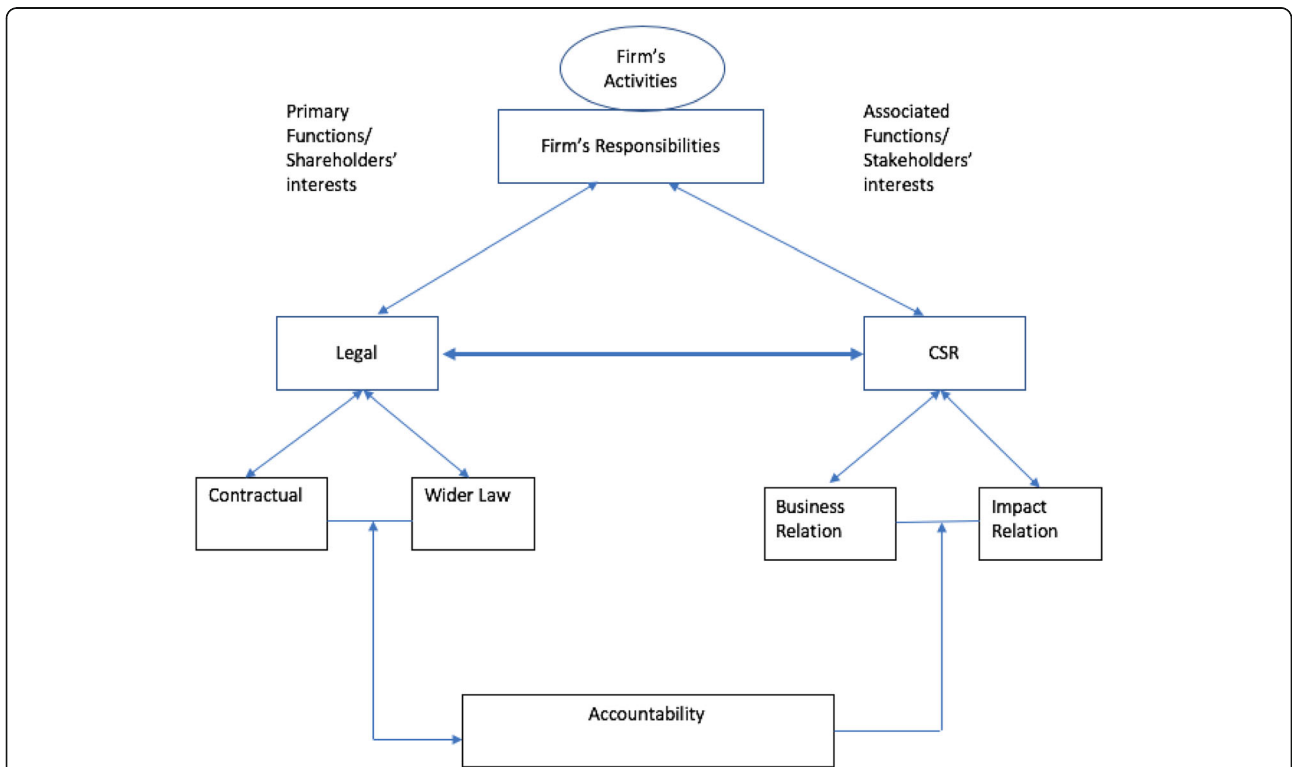 Firm's
Activities
Primary
Functions/
Shareholders'
interests
Associated
Functions/
Stakeholders'
interests
Firm's Responsibilities
Legal
CSR
Contractual
Wider Law
Business
Relation
Impact
Relation
Accountability